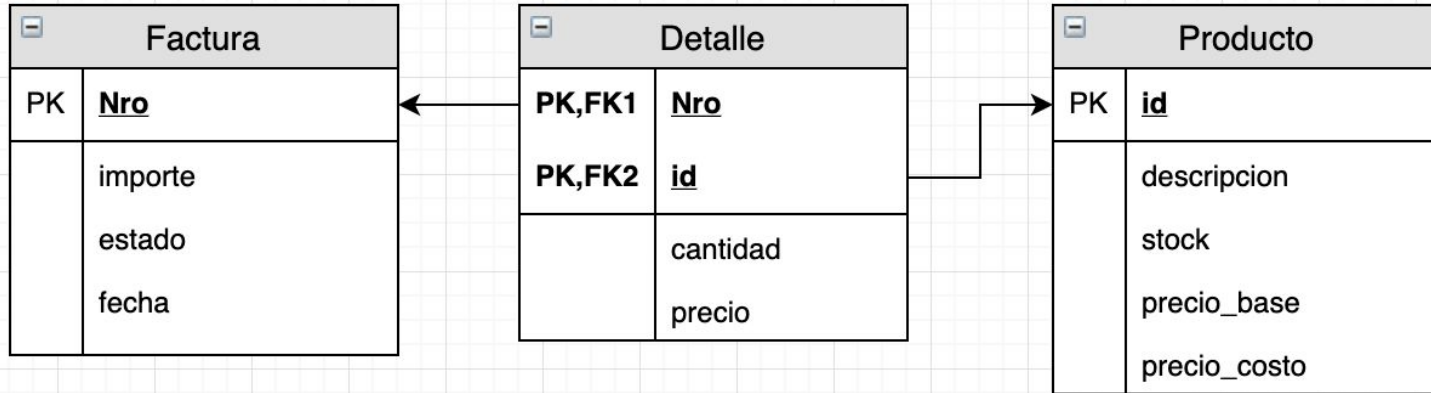 Factura
PK Nro
importe
estado
fecha
Detalle
PK,FK1 Nro
PK,FK2 id
cantidad
precio
Producto
PK id
descripcion
stock
precio_base
precio_costo